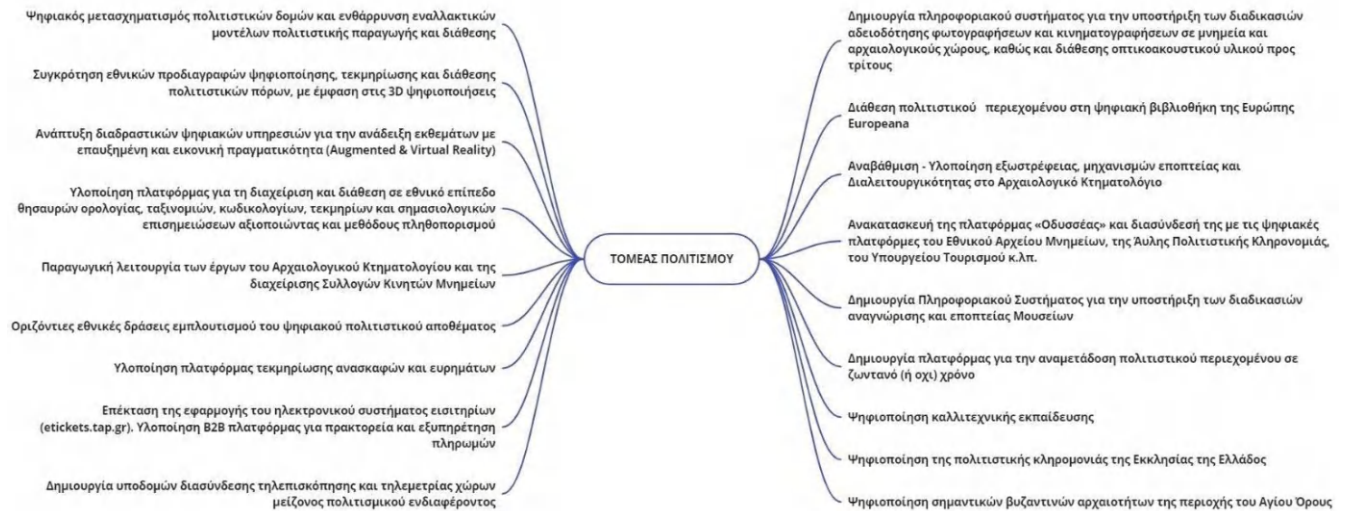 Ψηφιακός μετασχηματισμός πολιτιστικών δομών και ενθάρρυνση εναλλακτικών
μοντέλων πολιτιστικής παραγωγής και διάθεσης
Συγκρότηση εθνικών προδιαγραφών ψηφιοποίησης, τεκμηρίωσης και διάθεσης
πολιτιστικών πόρων, με έμφαση στις 3D ψηφιοποιήσεις
Ανάπτυξη διαδραστικών ψηφιακών υπηρεσιών για την ανάδειξη εκθεμάτων με
επαυξημένη και εικονική πραγματικότητα (Augmented & Virtual Reality)
Υλοποίηση πλατφόρμας για τη διαχείριση και διάθεση σε εθνικό επίπεδο
θησαυρών ορολογίας, ταξινομιών, κωδικολογίων, τεκμηρίων και σημασιολογικών
επισημειώσεων αξιοποιώντας και μεθόδους πληθοπορισμού
Παραγωγική λειτουργία των έργων του Αρχαιολογικού Κτηματολογίου και της
διαχείρισης Συλλογών Κινητών Μνημείων
Οριζόντιες εθνικές δράσεις εμπλουτισμού του ψηφιακού πολιτιστικού αποθέματος
Υλοποίηση πλατφόρμας τεκμηρίωσης ανασκαφών και ευρημάτων
Επέκταση της εφαρμογής του ηλεκτρονικού συστήματος εισιτηρίων
(etickets.tap.gr). Υλοποίηση B2B πλατφόρμας για πρακτορεία και εξυπηρέτηση
πληρωμών
Δημιουργία υποδομών διασύνδεσης τηλεπισκόπησης και τηλεμετρίας χώρων
μείζονος πολιτισμικού ενδιαφέροντος
ΤΟΜΕΑΣ ΠΟΛΙΤΙΣΜΟΥ
Δημιουργία πληροφοριακού συστήματος για την υποστήριξη των διαδικασιών
αδειοδότησης φωτογραφήσεων και κινηματογραφήσεων σε μνημεία και
αρχαιολογικούς χώρους, καθώς και διάθεσης οπτικοακουστικού υλικού προς
τρίτους
Διάθεση πολιτιστικού περιεχομένου στη ψηφιακή βιβλιοθήκη της Ευρώπης
Europeana
Αναβάθμιση - Υλοποίηση εξωστρέφειας, μηχανισμών εποπτείας και
Διαλειτουργικότητας στο Αρχαιολογικό Κτηματολόγιο
Ανακατασκευή της πλατφόρμας «Οδυσσέας» και διασύνδεσή της με τις ψηφιακές
πλατφόρμες του Εθνικού Αρχείου Μνημείων, της Άυλης Πολιτιστικής Κληρονομιάς,
του Υπουργείου Τουρισμού κ.λπ.
Δημιουργία Πληροφοριακού Συστήματος για την υποστήριξη των διαδικασιών
αναγνώρισης και εποπτείας Μουσείων
Δημιουργία πλατφόρμας για την αναμετάδοση πολιτιστικού περιεχομένου σε
ζωντανό (ή οχι) χρόνο
Ψηφιοποίηση καλλιτεχνικής εκπαίδευσης
Ψηφιοποίηση της πολιτιστικής κληρομονιάς της Εκκλησίας της Ελλάδος
Ψηφιοποίηση σημαντικών βυζαντινών αρχαιοτήτων της περιοχής του Αγίου Όρους